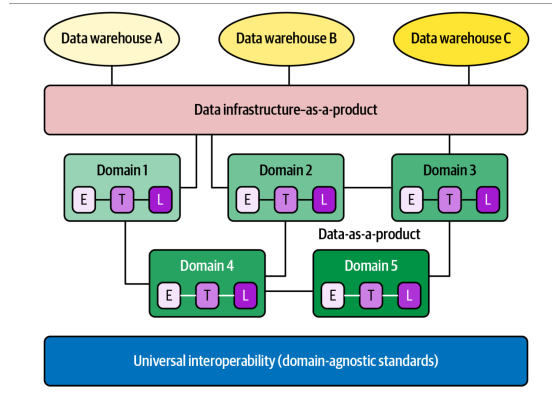 Data warehouse A
Data warehouse B
Data warehouse C
Data infrastructure-as-a-product
Domain 1
E T L
Domain 2
E T L
Domain 3
E T L
Data-as-a-product
Domain 4
E T L
Domain 5
E T L
Universal interoperability (domain-agnostic standards)